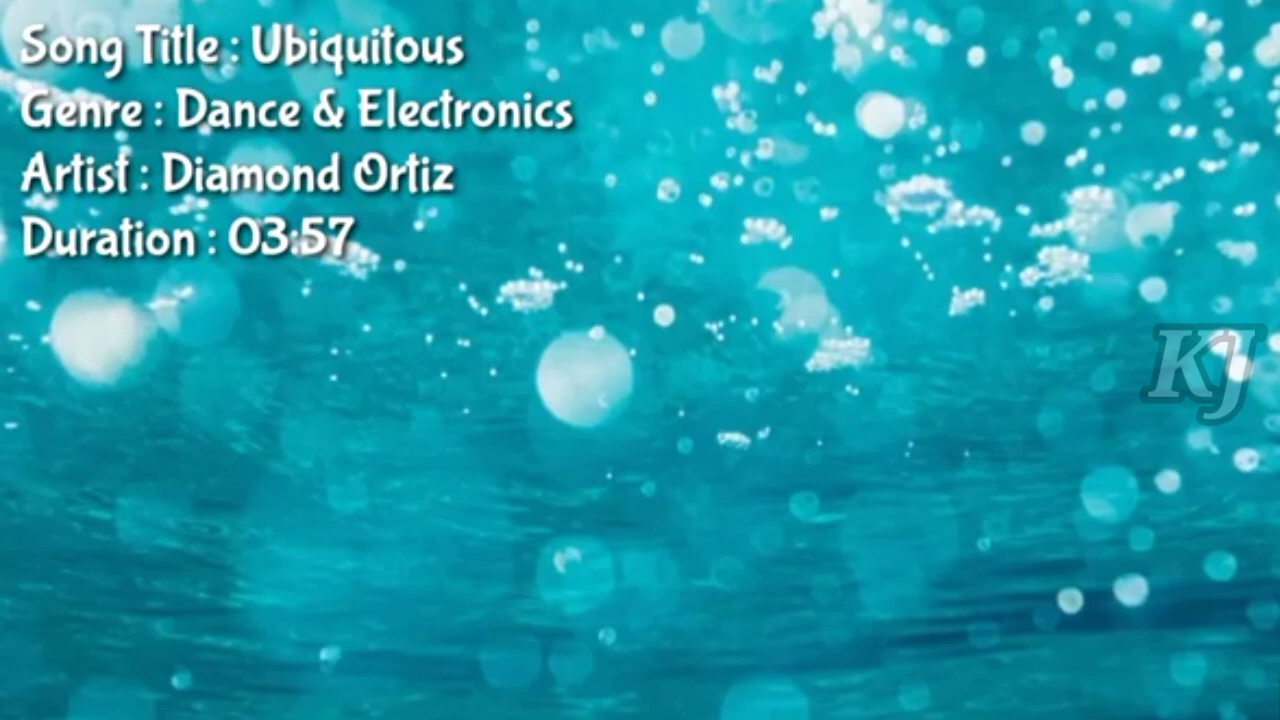 Song Title : Ubiquitous
Genre : Dance & Electronics
Artist : Diamond Ortiz
Duration : 03:57
KJ